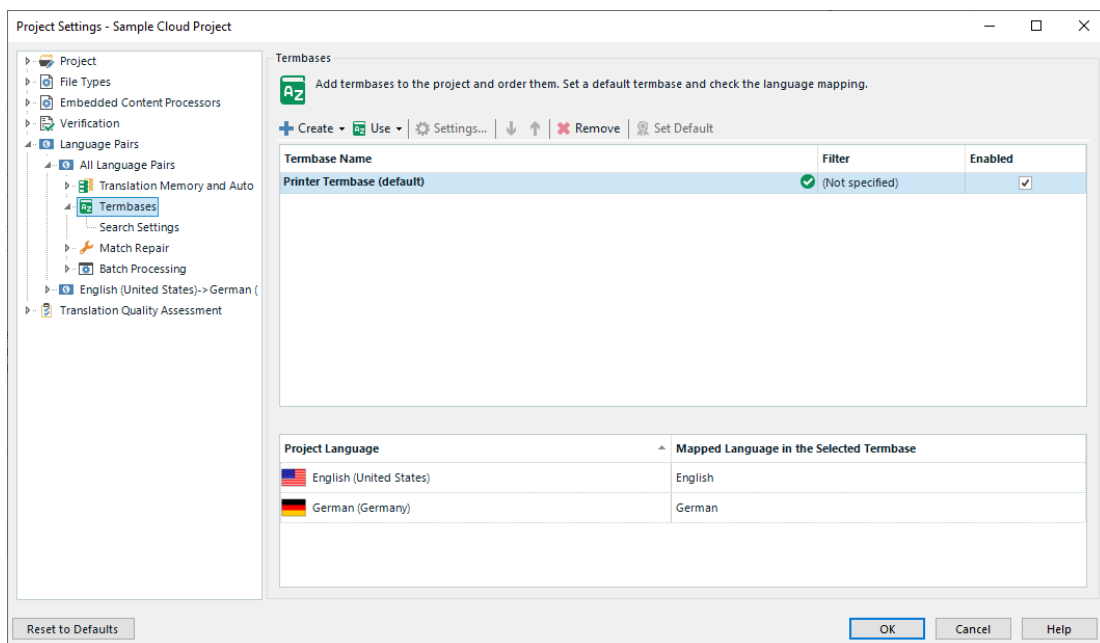 Project Settings - Sample Cloud Project
Project
File Types
Embedded Content Processors
Verification
Language Pairs
All Language Pairs
Translation Memory and Auto
Termbases
Search Settings
Match Repair
Batch Processing
English (United States)->German (
Translation Quality Assessment
Termbases
AZ
Add termbases to the project and order them. Set a default termbase and check the language mapping.
Create Use Settings... Remove Set Default
Termbase Name Filter Enabled
Printer Termbase (default) (Not specified)
Project Language Mapped Language in the Selected Termbase
English (United States) English
German (Germany) German
Reset to Defaults OK Cancel Help